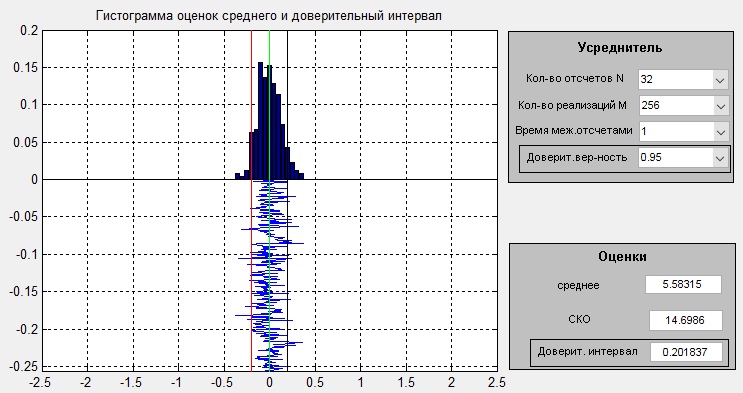 Гистограмма оценок среднего и доверительный интервал
0.2
0.15
0.1
0.05
0
-0.05
-0.1
-0.15
-0.2
-0.25
-2.5 -2 -1.5 -1 -0.5 0 0.5 1 1.5 2 2.5
Усреднитель
Кол-во отсчетов N 32
Кол-во реализаций M 256
Время меж.отсчетами 1
Доверит.вер-ность 0.95
Оценки
среднее 5.58315
СКО 14.6986
Доверит. интервал 0.201837